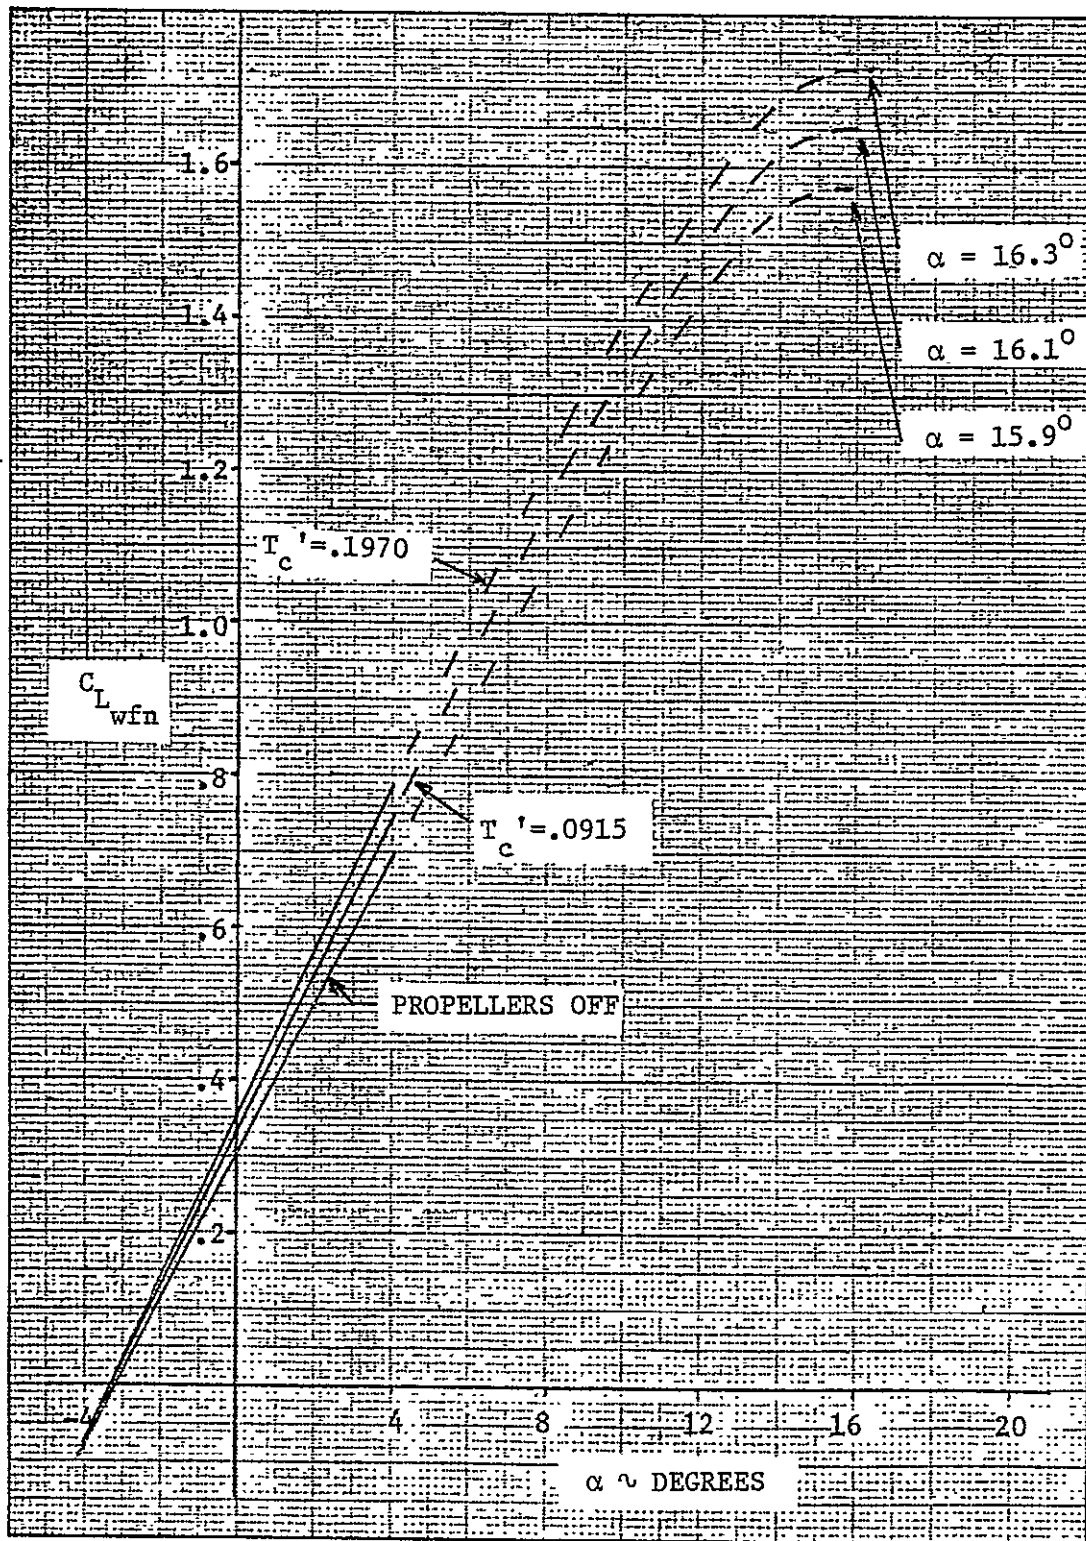 1.6
α = 16.3°
1.4
α = 16.1°
α = 15.9°
1.2
T_c'=.1970
1.0
C_L_wfn
.8
T_c'=.0915
.6
PROPELLERS OFF
.4
.2
-4 4 8 12 16 20
α ~ DEGREES